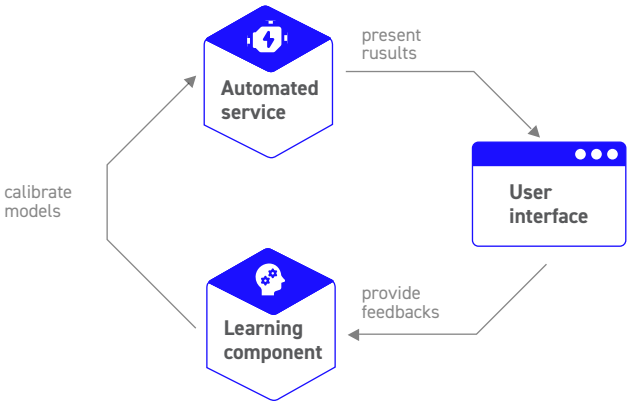 present
rusults
Automated
service
User
interface
calibrate
models
provide
feedbacks
Learning
component